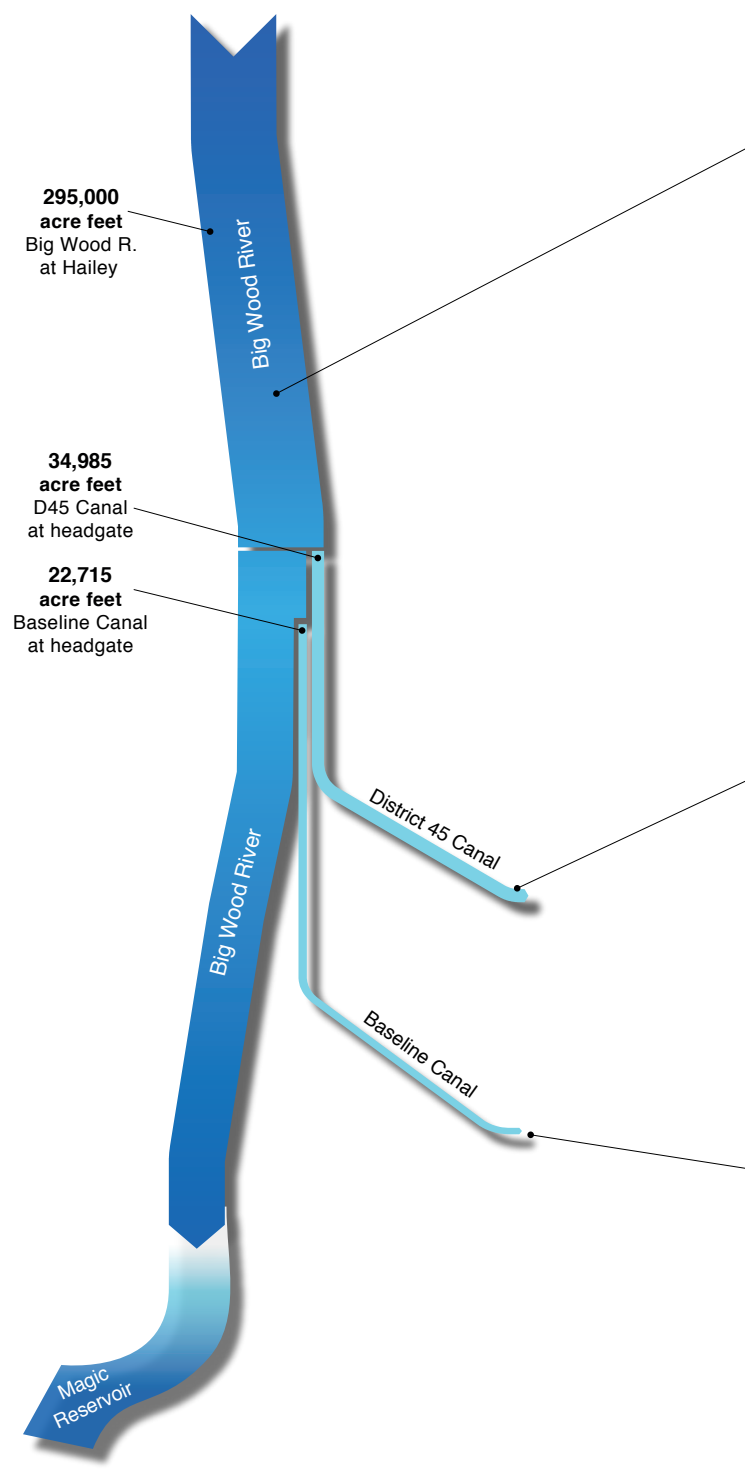 295,000
acre feet
Big Wood R.
at Hailey
Big Wood River
34,985
acre feet
D45 Canal
at headgate
22,715
acre feet
Baseline Canal
at headgate
District 45 Canal
Big Wood River
Baseline Canal
Magic
Reservoir